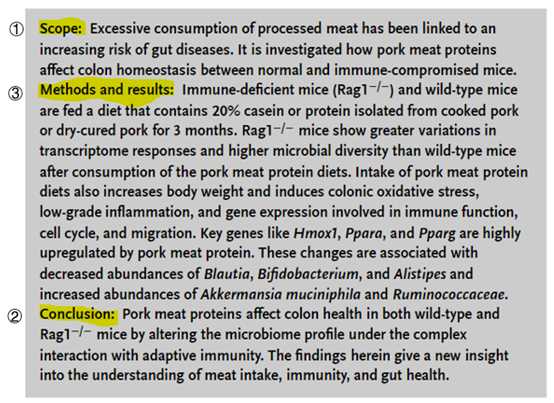 ① Scope: Excessive consumption of processed meat has been linked to an
increasing risk of gut diseases. It is investigated how pork meat proteins
affect colon homeostasis between normal and immune-compromised mice.
③ Methods and results: Immune-deficient mice (Rag1−/−) and wild-type mice
are fed a diet that contains 20% casein or protein isolated from cooked pork
or dry-cured pork for 3 months. Rag1−/− mice show greater variations in
transcriptome responses and higher microbial diversity than wild-type mice
after consumption of the pork meat protein diets. Intake of pork meat protein
diets also increases body weight and induces colonic oxidative stress,
low-grade inflammation, and gene expression involved in immune function,
cell cycle, and migration. Key genes like Hmox1, Ppara, and Pparg are highly
upregulated by pork meat protein. These changes are associated with
decreased abundances of Blautia, Bifidobacterium, and Alistipes and
increased abundances of Akkermansia muciniphila and Ruminococcaceae.
② Conclusion: Pork meat proteins affect colon health in both wild-type and
Rag1−/− mice by altering the microbiome profile under the complex
interaction with adaptive immunity. The findings herein give a new insight
into the understanding of meat intake, immunity, and gut health.